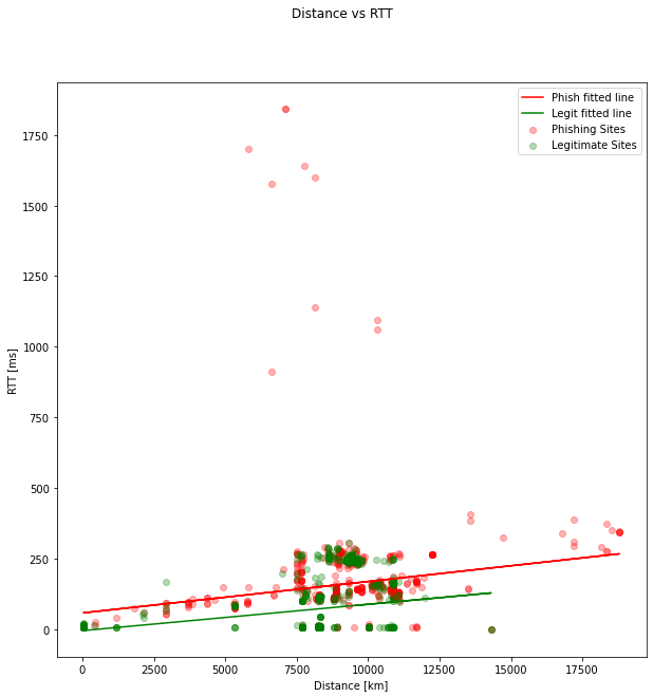 Distance vs RTT
Phish fitted line
Legit fitted line
Phishing Sites
Legitimate Sites
RTT [ms]
1750
1500
1250
1000
750
500
250
0
0
2500
5000
7500
10000
12500
15000
17500
Distance [km]